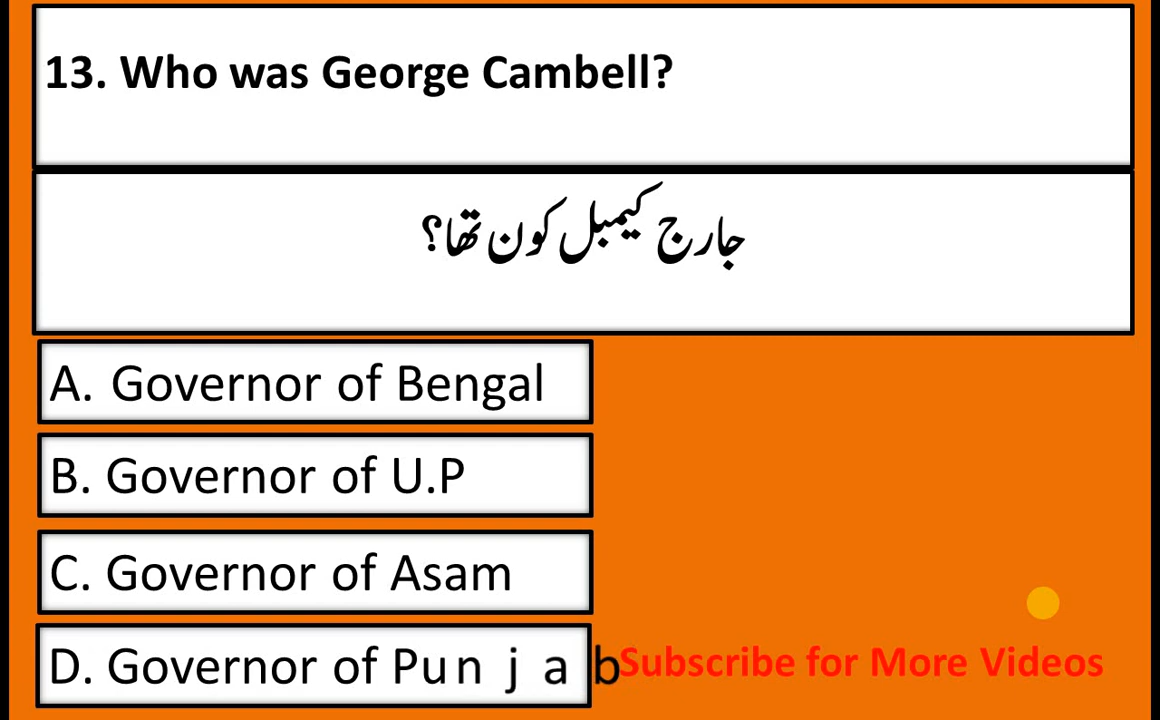 13. Who was George Cambell?
جارج کیمبل کون تھا؟
A. Governor of Bengal
B. Governor of U.P
C. Governor of Asam
D. Governor of Pun j a b
Subscribe for More Videos